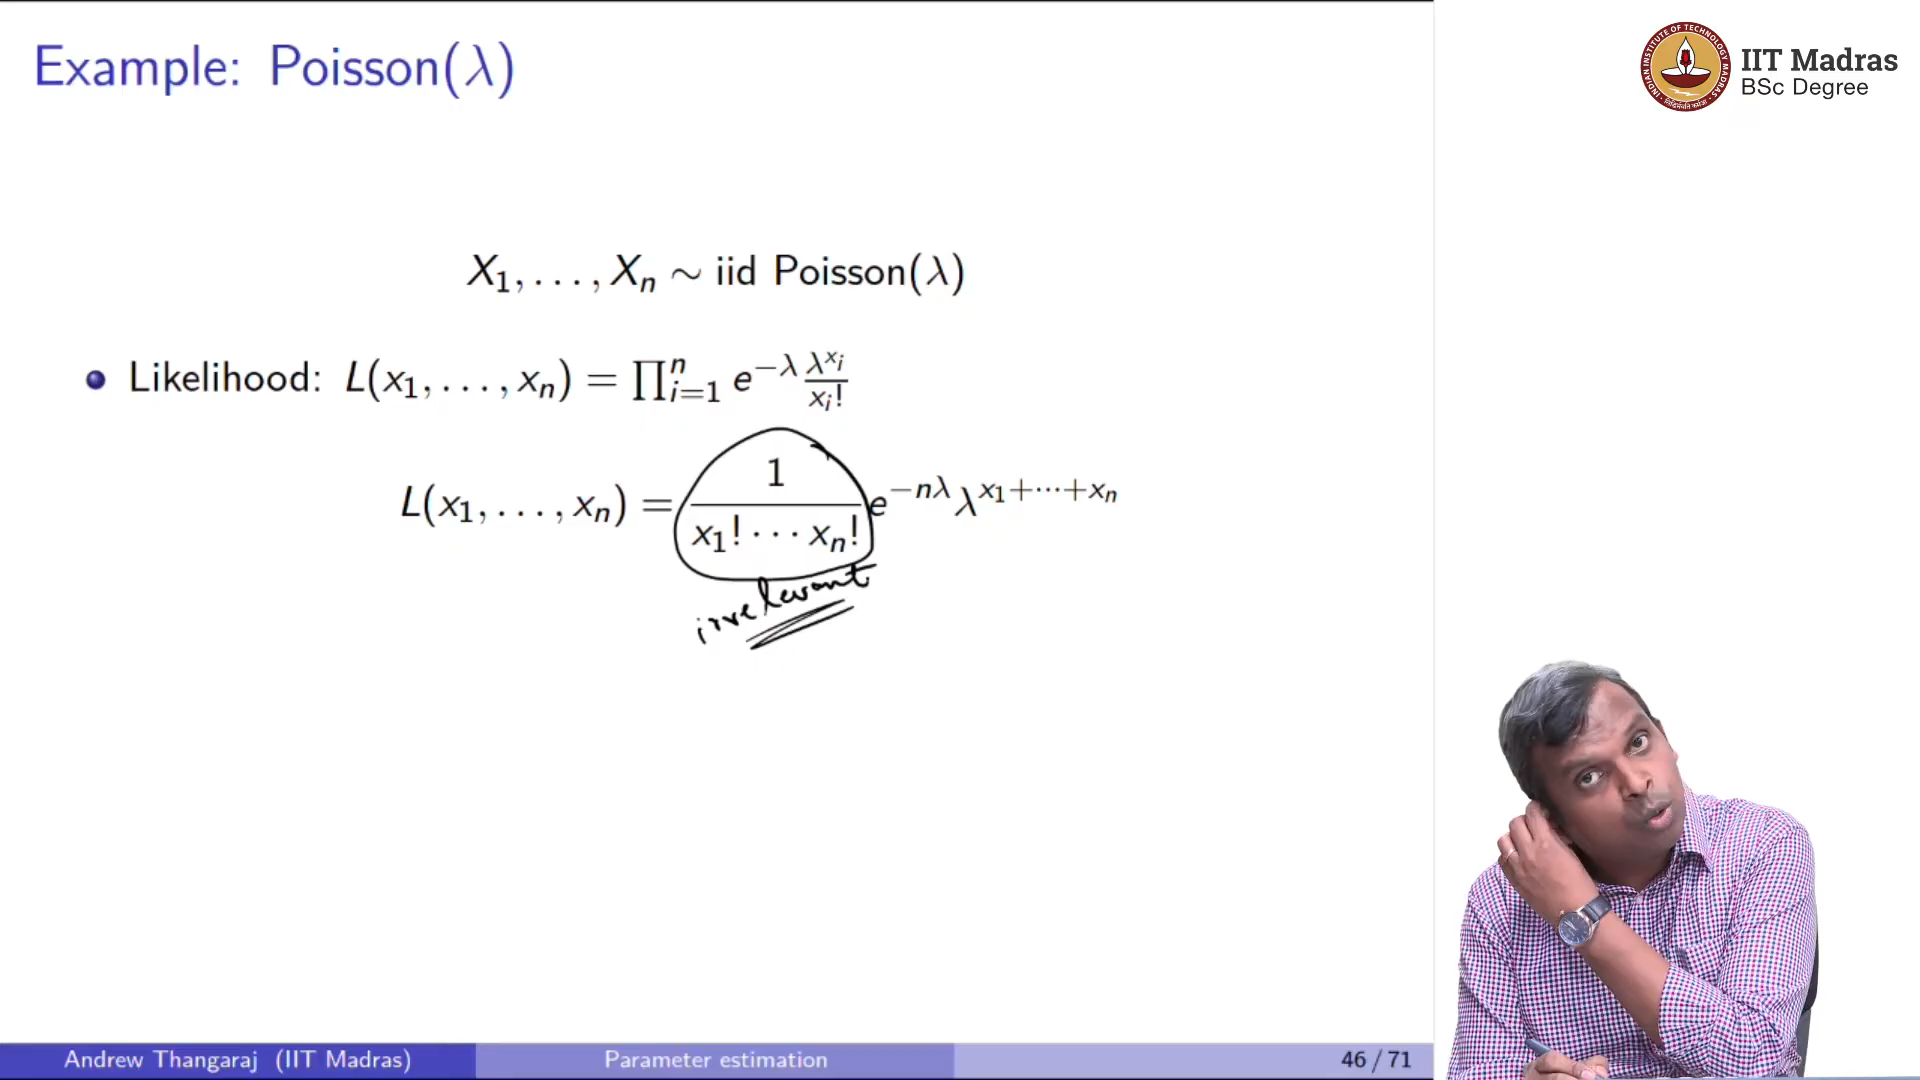 Example: Poisson(λ)
IIT Madras
BSc Degree
X₁, . . . , Xₙ ∼ iid Poisson(λ)
Likelihood: L(x₁, . . . , xₙ) = ∏ⁿᵢ₌₁ e^{−λ} λ^{xᵢ}/xᵢ!
L(x₁, . . . , xₙ) = 1/(x₁! · · · xₙ!) e^{−nλ} λ^{x₁+···+xₙ}
irrelevant
Andrew Thangaraj (IIT Madras) Parameter estimation 46 / 71